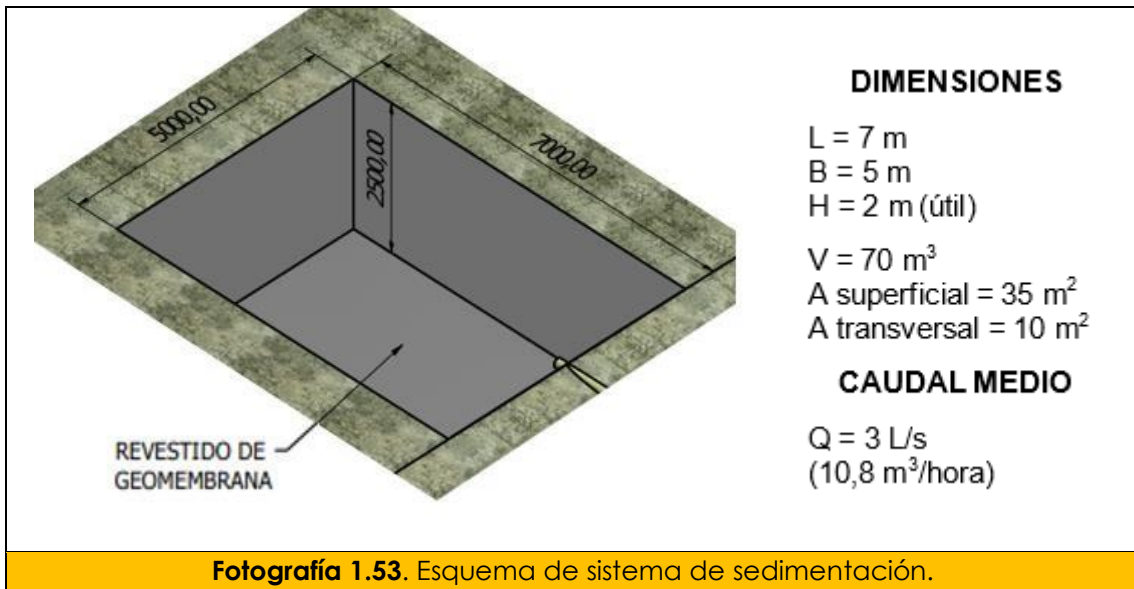 5000,00
7000,00
2500,00
REVESTIDO DE
GEOMEMBRANA
DIMENSIONES
L = 7 m
B = 5 m
H = 2 m (útil)
V = 70 m³
A superficial = 35 m²
A transversal = 10 m²
CAUDAL MEDIO
Q = 3 L/s
(10,8 m³/hora)
Fotografía 1.53. Esquema de sistema de sedimentación.